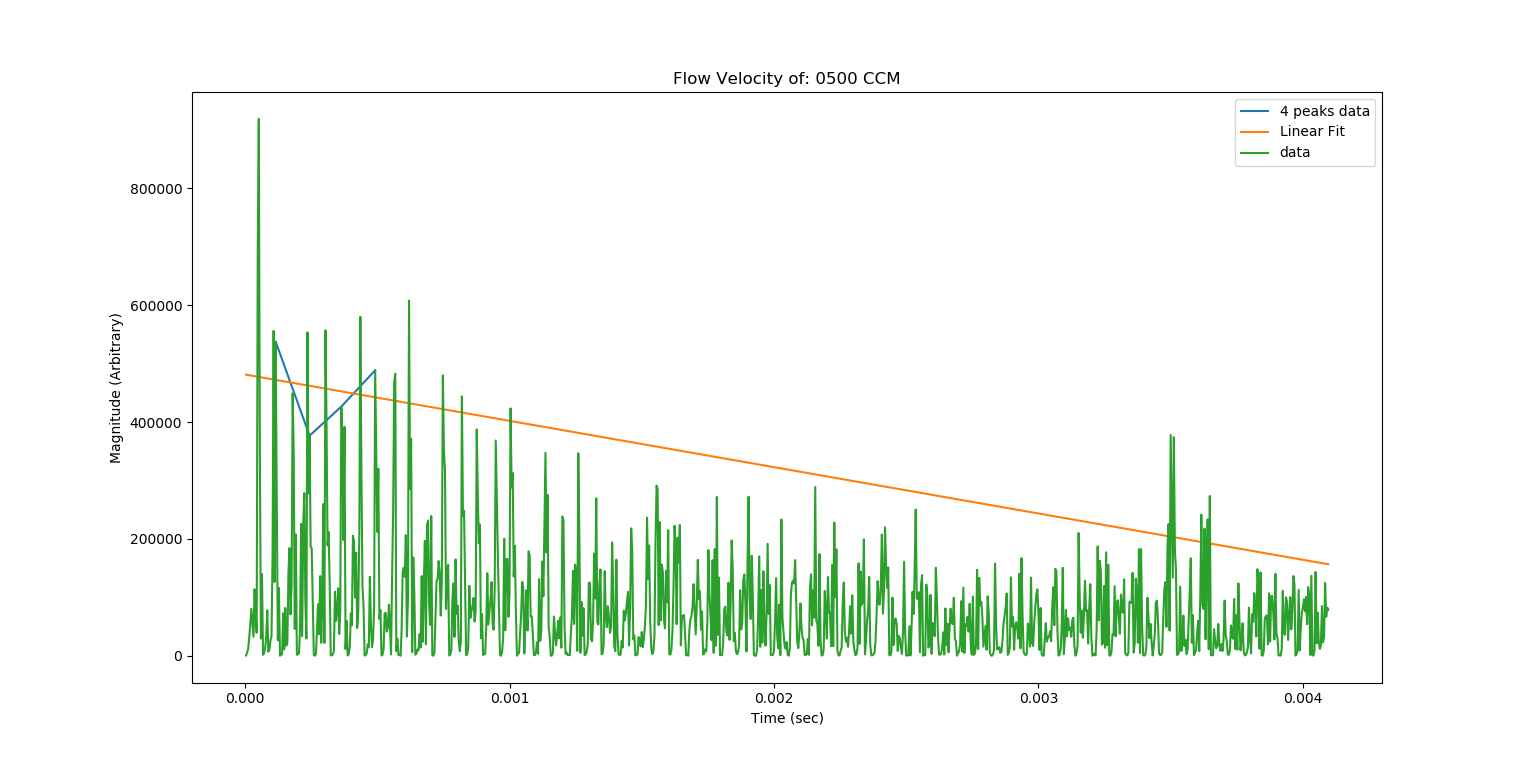 Flow Velocity of: 0500 CCM
4 peaks data
Linear Fit
data
Magnitude (Arbitrary)
800000
600000
400000
200000
0
0.000
0.001
0.002
0.003
0.004
Time (sec)